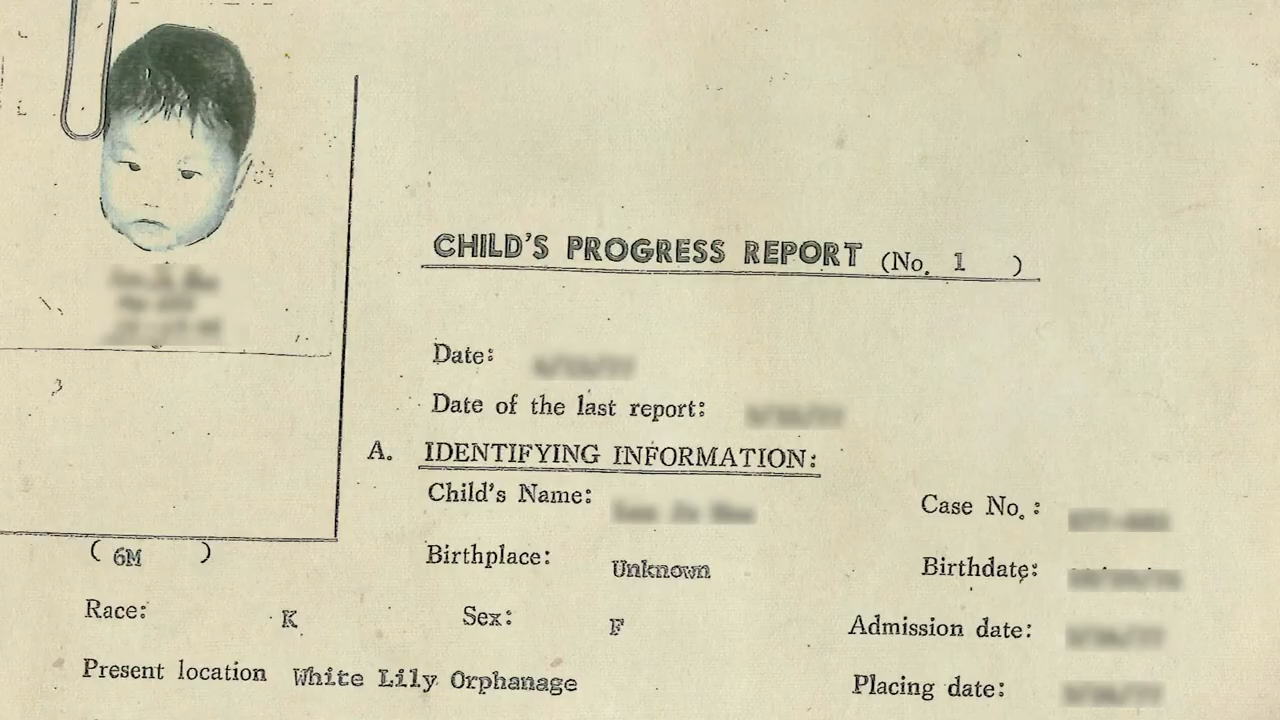 CHILD'S PROGRESS REPORT (No. 1 )
Date:
Date of the last report:
A. IDENTIFYING INFORMATION:
Child's Name:
Case No.:
( 6M )
Birthplace: Unknown
Birthdate:
Race: K Sex: F
Admission date:
Present location White Lily Orphanage
Placing date: